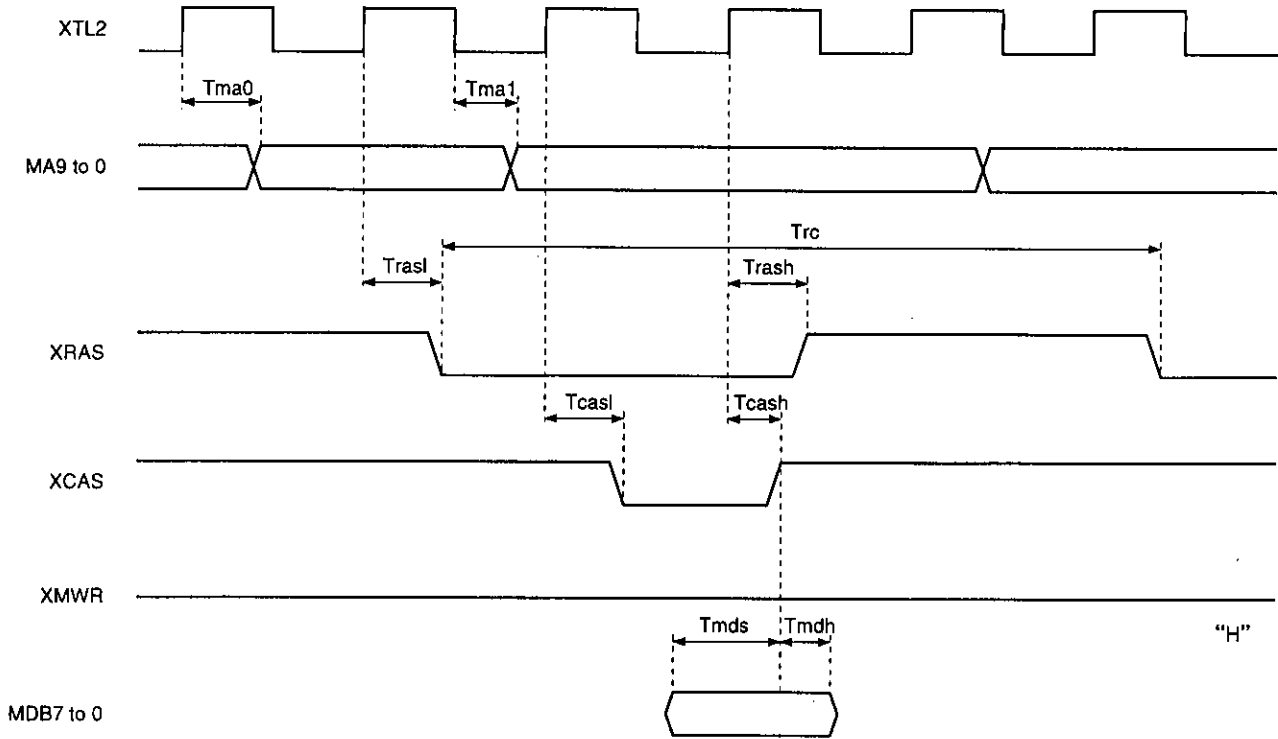 XTL2
Tma0
Tma1
MA9 to 0
Trc
Trasl
Trash
XRAS
Tcasl
Tcash
XCAS
XMWR
Tmds
Tmdh
“H”
MDB7 to 0